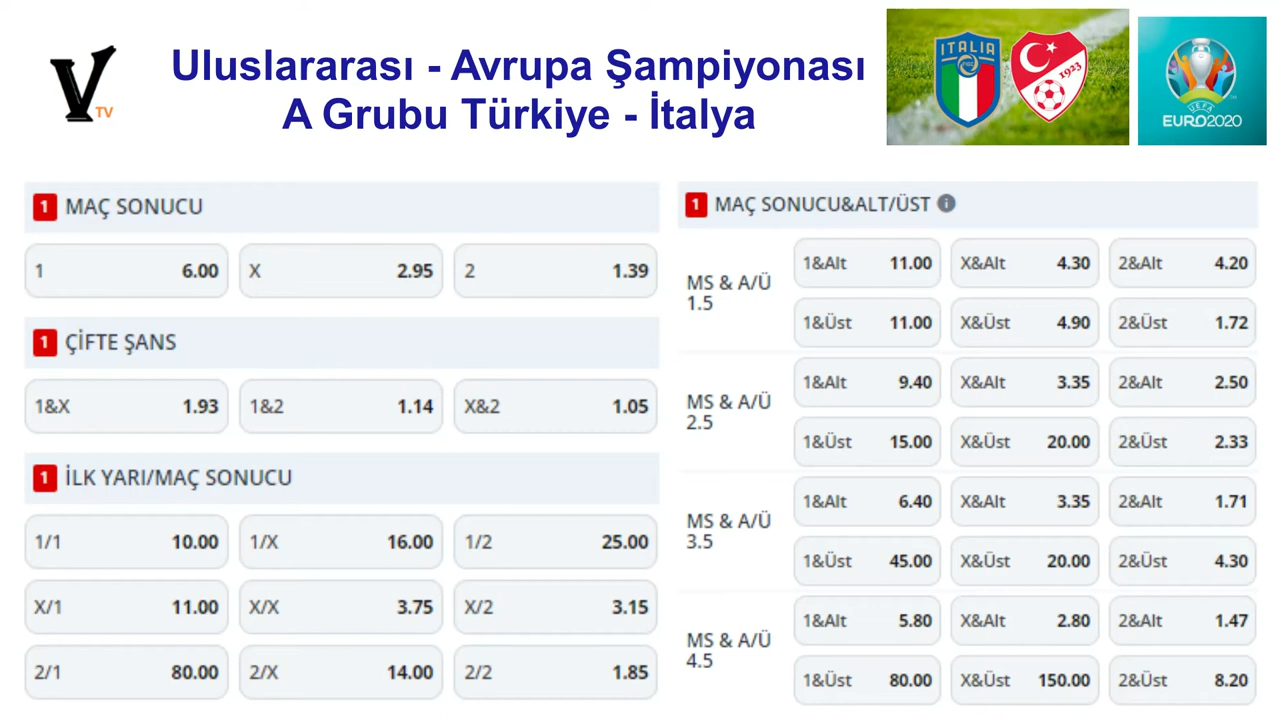 V TV
Uluslararası - Avrupa Şampiyonası
A Grubu Türkiye - İtalya
ITALIA
FIGC
1923
UEFA
EURO2020
1 MAÇ SONUCU
1 6.00 X 2.95 2 1.39
1 ÇİFTE ŞANS
1&X 1.93 1&2 1.14 X&2 1.05
1 İLK YARI/MAÇ SONUCU
1/1 10.00 1/X 16.00 1/2 25.00
X/1 11.00 X/X 3.75 X/2 3.15
2/1 80.00 2/X 14.00 2/2 1.85
1 MAÇ SONUCU&ALT/ÜST i
MS & A/Ü
1.5
1&Alt 11.00 X&Alt 4.30 2&Alt 4.20
1&Üst 11.00 X&Üst 4.90 2&Üst 1.72
MS & A/Ü
2.5
1&Alt 9.40 X&Alt 3.35 2&Alt 2.50
1&Üst 15.00 X&Üst 20.00 2&Üst 2.33
MS & A/Ü
3.5
1&Alt 6.40 X&Alt 3.35 2&Alt 1.71
1&Üst 45.00 X&Üst 20.00 2&Üst 4.30
MS & A/Ü
4.5
1&Alt 5.80 X&Alt 2.80 2&Alt 1.47
1&Üst 80.00 X&Üst 150.00 2&Üst 8.20